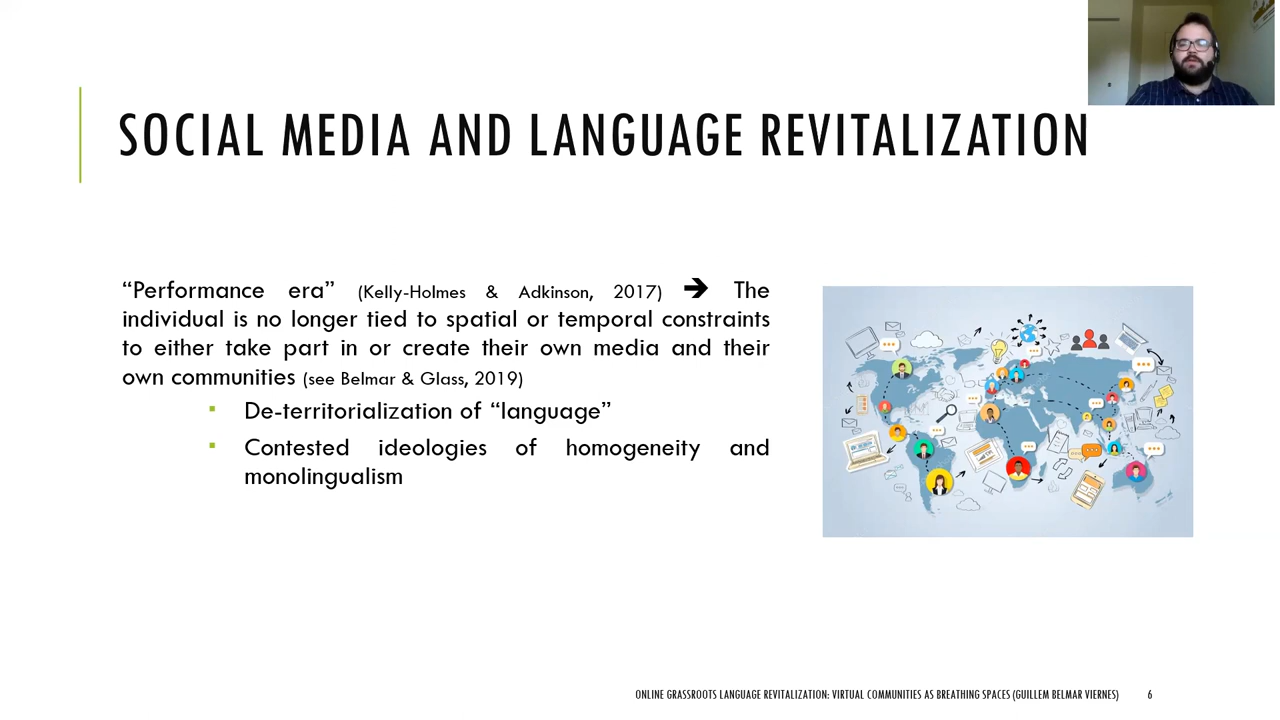 SOCIAL MEDIA AND LANGUAGE REVITALIZATION
“Performance era” (Kelly-Holmes & Adkinson, 2017) ➔ The
individual is no longer tied to spatial or temporal constraints
to either take part in or create their own media and their
own communities (see Belmar & Glass, 2019)
▪ De-territorialization of “language”
▪ Contested ideologies of homogeneity and
monolingualism
ONLINE GRASSROOTS LANGUAGE REVITALIZATION: VIRTUAL COMMUNITIES AS BREATHING SPACES (GUILLEM BELMAR VIERNES) 6